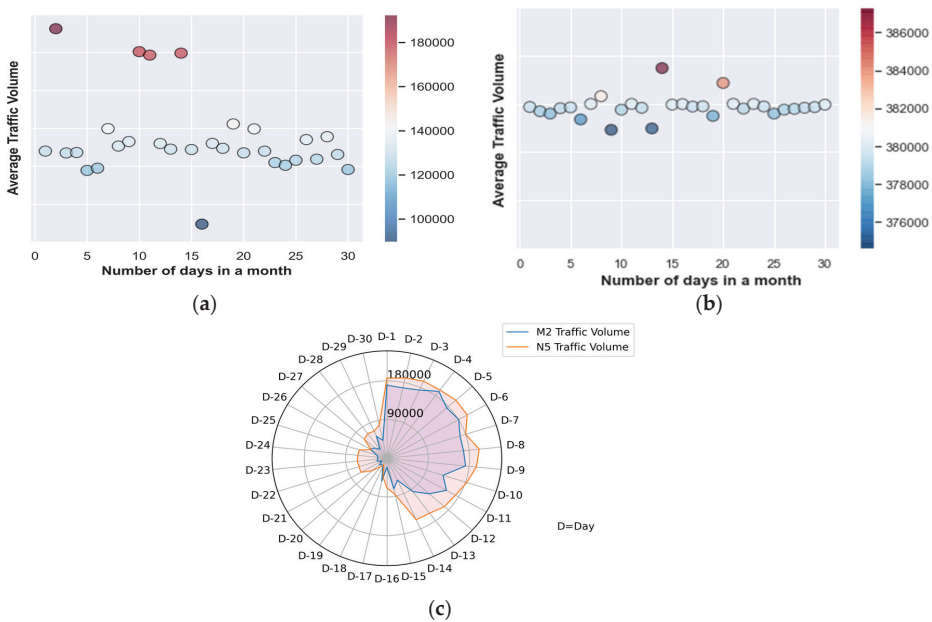 Average Traffic Volume
180000
160000
140000
120000
100000
0 5 10 15 20 25 30
Number of days in a month
(a)
Average Traffic Volume
386000
384000
382000
380000
378000
376000
0 5 10 15 20 25 30
Number of days in a month
(b)
M2 Traffic Volume
N5 Traffic Volume
D-1
D-2
D-3
D-4
D-5
D-6
D-7
D-8
D-9
D-10
D-11
D-12
D-13
D-14
D-15
D-16
D-17
D-18
D-19
D-20
D-21
D-22
D-23
D-24
D-25
D-26
D-27
D-28
D-29
D-30
180000
90000
D=Day
(c)